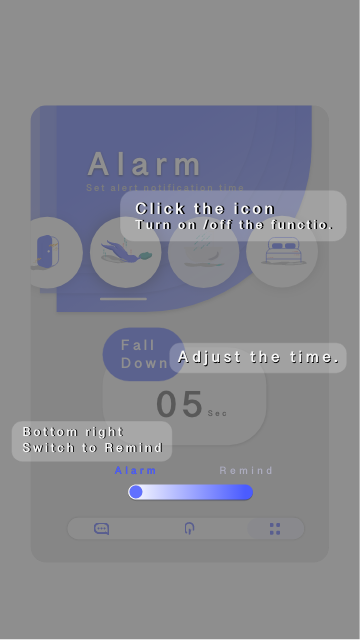 Alarm
Set alert notification time
Click the icon
Turn on /off the functio.
Fall
Down
Adjust the time.
05 Sec
Bottom right
Switch to Remind
Alarm Remind